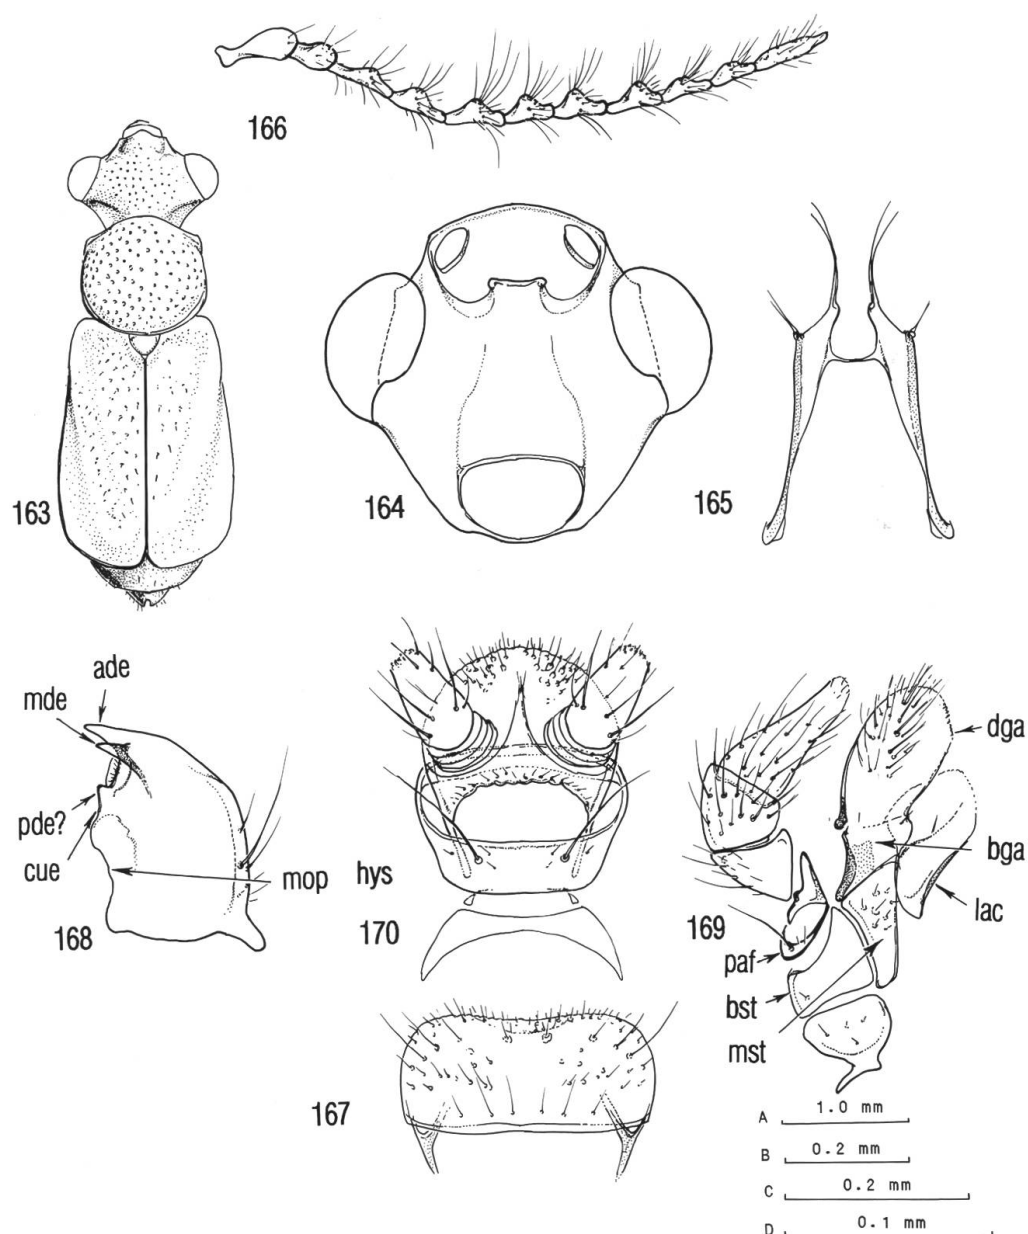 166
163
164
165
ade
mde
pde?
cue
mop
168
hys
170
dga
bga
lac
169
paf
bst
mst
167
A 1.0 mm
B 0.2 mm
C 0.2 mm
D 0.1 mm